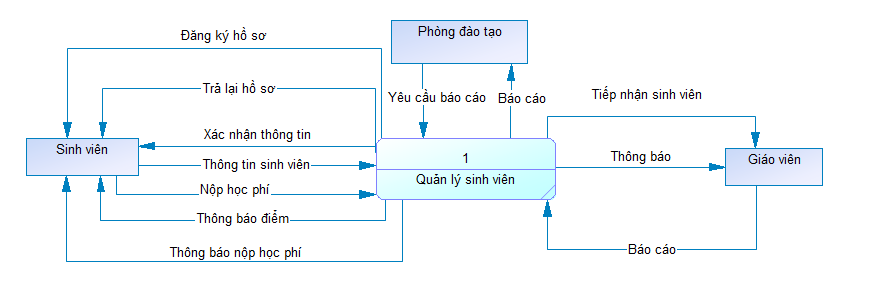 Đăng ký hồ sơ
Phòng đào tạo
Trả lại hồ sơ
Yêu cầu báo cáo
Báo cáo
Tiếp nhận sinh viên
Xác nhận thông tin
Sinh viên
1
Thông báo
Giáo viên
Thông tin sinh viên
Quản lý sinh viên
Nộp học phí
Thông báo điểm
Thông báo nộp học phí
Báo cáo